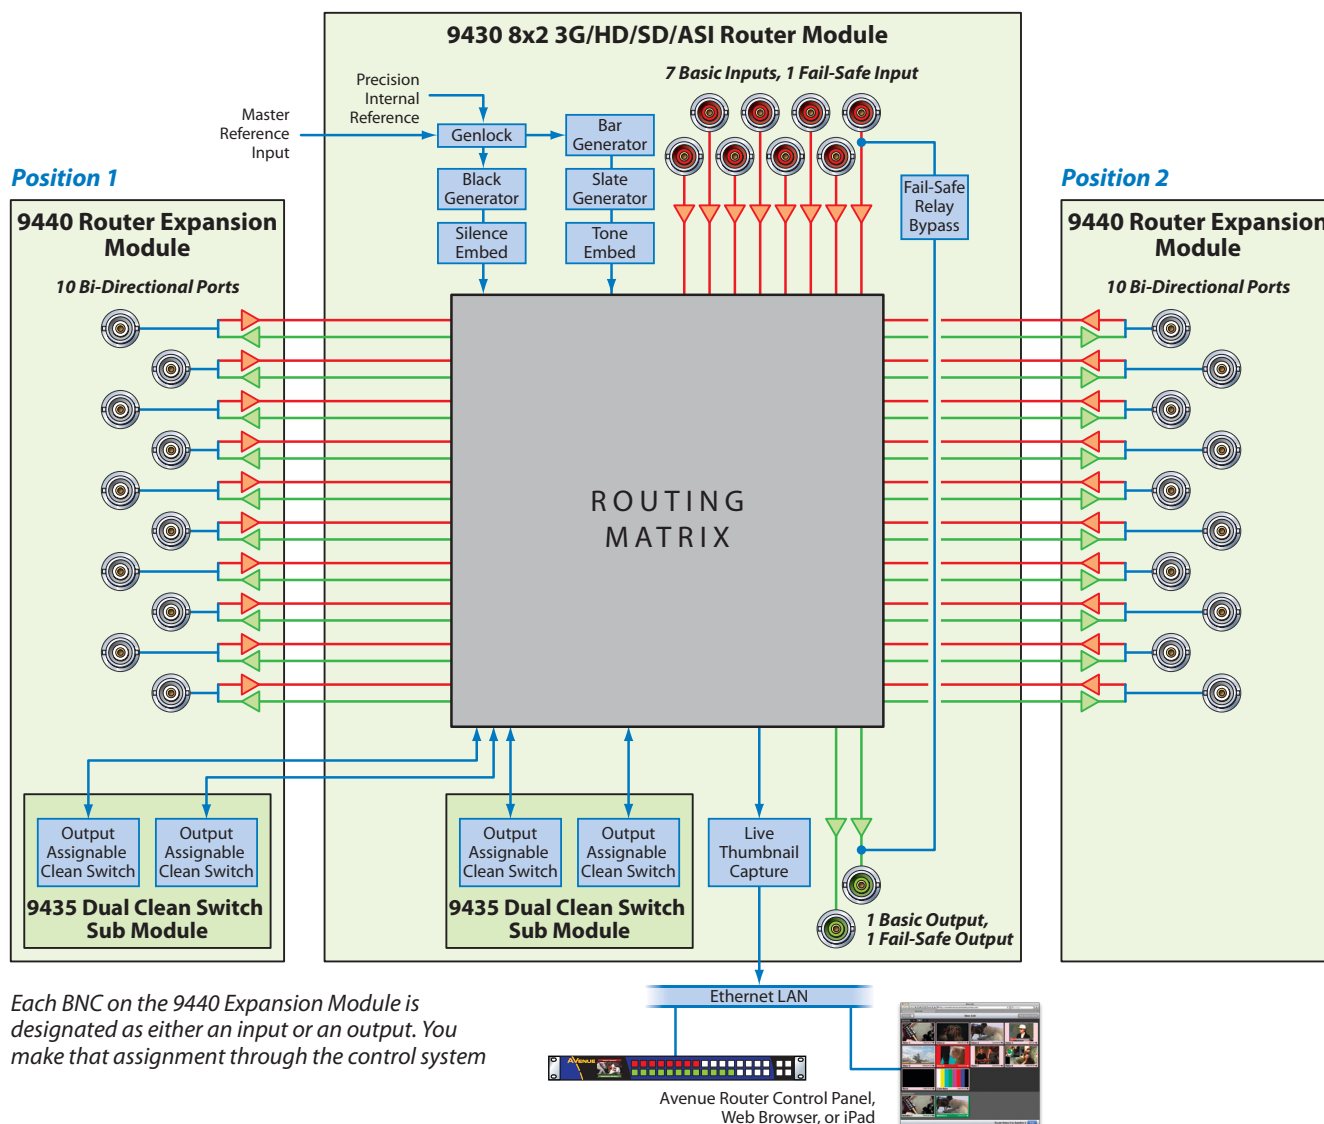 9430 8x2 3G/HD/SD/ASI Router Module
7 Basic Inputs, 1 Fail-Safe Input
Precision
Internal
Reference
Master
Reference
Input
Genlock
Bar
Generator
Black
Generator
Slate
Generator
Silence
Embed
Tone
Embed
Fail-Safe
Relay
Bypass
Position 1
9440 Router Expansion
Module
10 Bi-Directional Ports
Position 2
9440 Router Expansion
Module
10 Bi-Directional Ports
ROUTING
MATRIX
Output
Assignable
Clean Switch
Output
Assignable
Clean Switch
9435 Dual Clean Switch
Sub Module
Output
Assignable
Clean Switch
Output
Assignable
Clean Switch
9435 Dual Clean Switch
Sub Module
Live
Thumbnail
Capture
1 Basic Output,
1 Fail-Safe Output
Each BNC on the 9440 Expansion Module is
designated as either an input or an output. You
make that assignment through the control system
Ethernet LAN
AVENUE
Avenue Router Control Panel,
Web Browser, or iPad